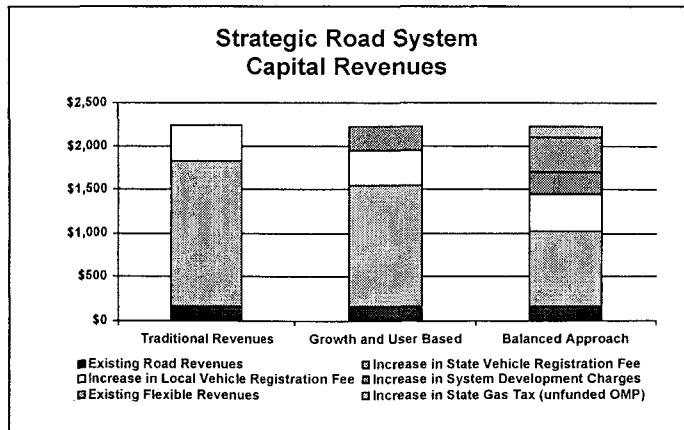 Strategic Road System
Capital Revenues
$2,500
$2,000
$1,500
$1,000
$500
$0
Traditional Revenues Growth and User Based Balanced Approach
Existing Road Revenues Increase in State Vehicle Registration Fee
Increase in Local Vehicle Registration Fee Increase in System Development Charges
Existing Flexible Revenues Increase in State Gas Tax (unfunded OMP)